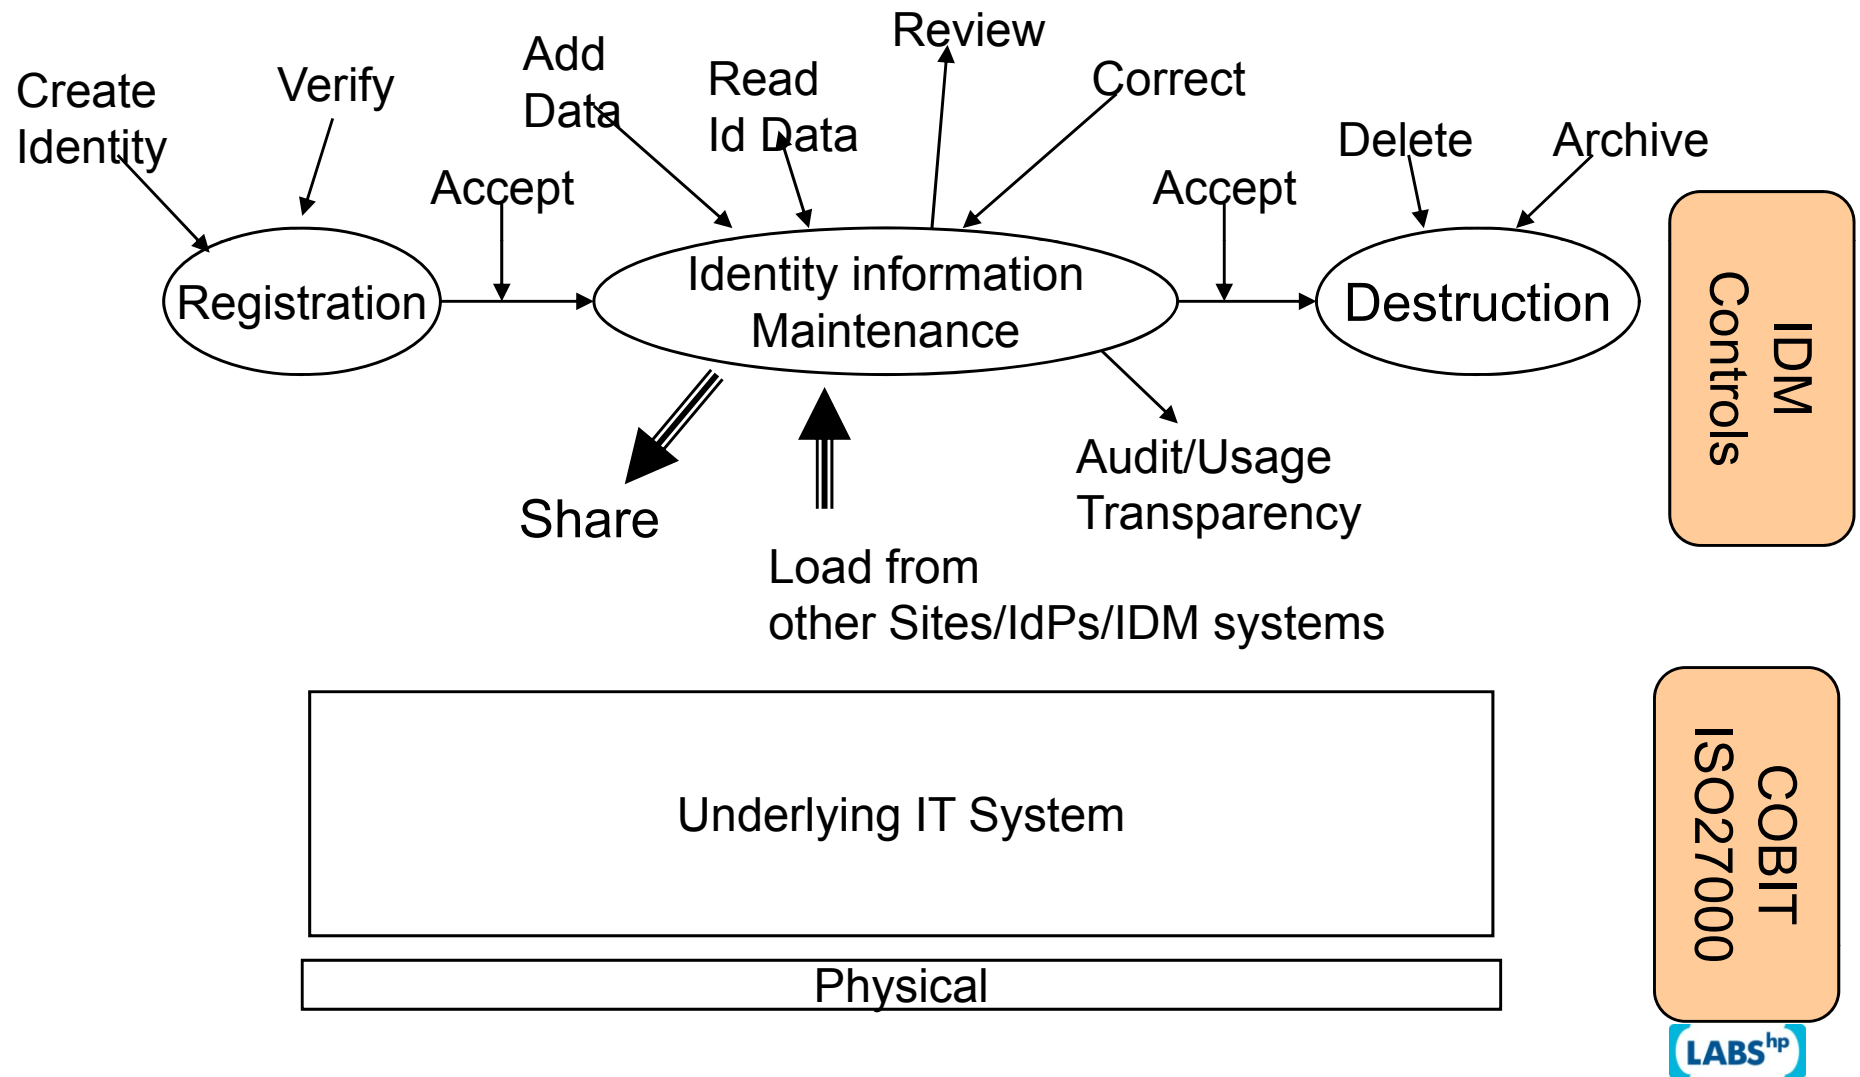 Create
Identity
Verify
Add
Data
Read
Id Data
Review
Correct
Accept
Accept
Delete
Archive
Registration
Identity information
Maintenance
Destruction
IDM
Controls
Share
Audit/Usage
Transparency
Load from
other Sites/IdPs/IDM systems
Underlying IT System
COBIT
ISO27000
Physical
LABS hp